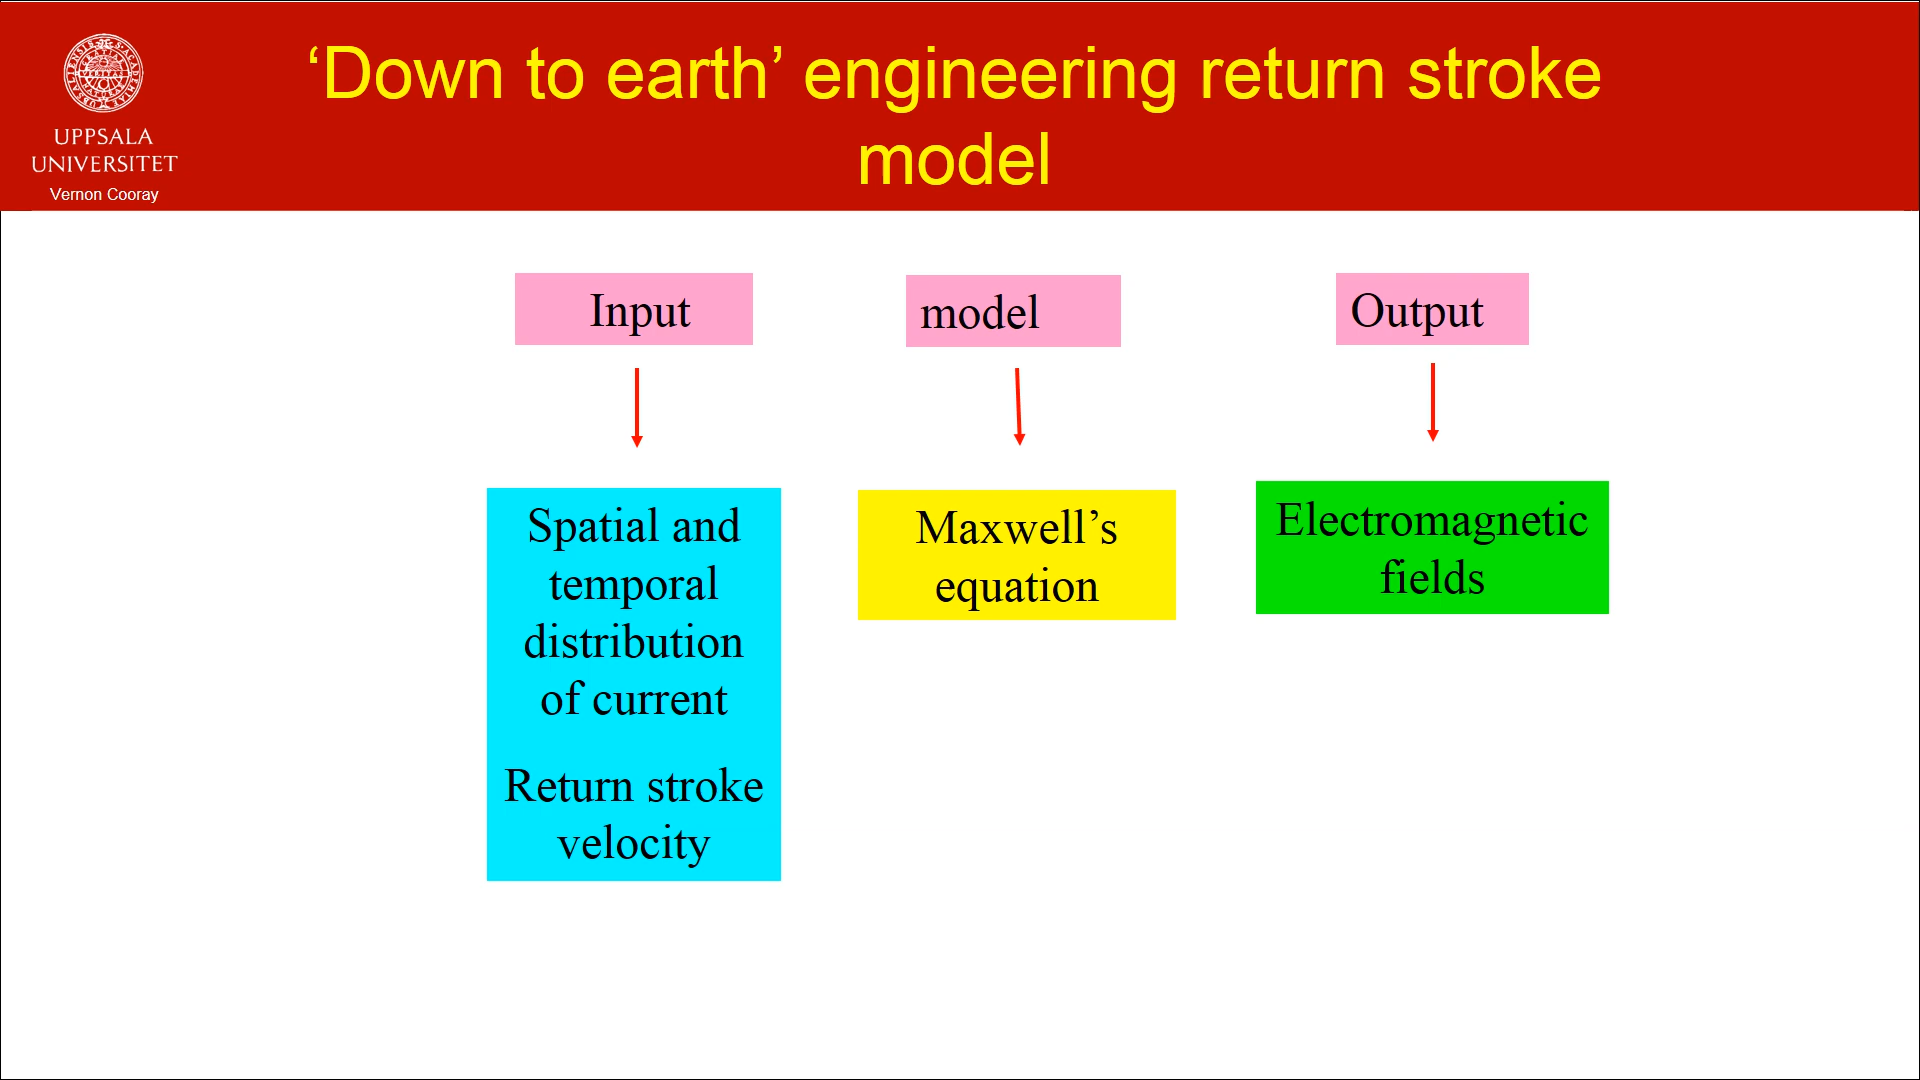 ‘Down to earth’ engineering return stroke
model
UPPSALA
UNIVERSITET
Vernon Cooray
Input
model
Output
Spatial and
temporal
distribution
of current
Return stroke
velocity
Maxwell’s
equation
Electromagnetic
fields